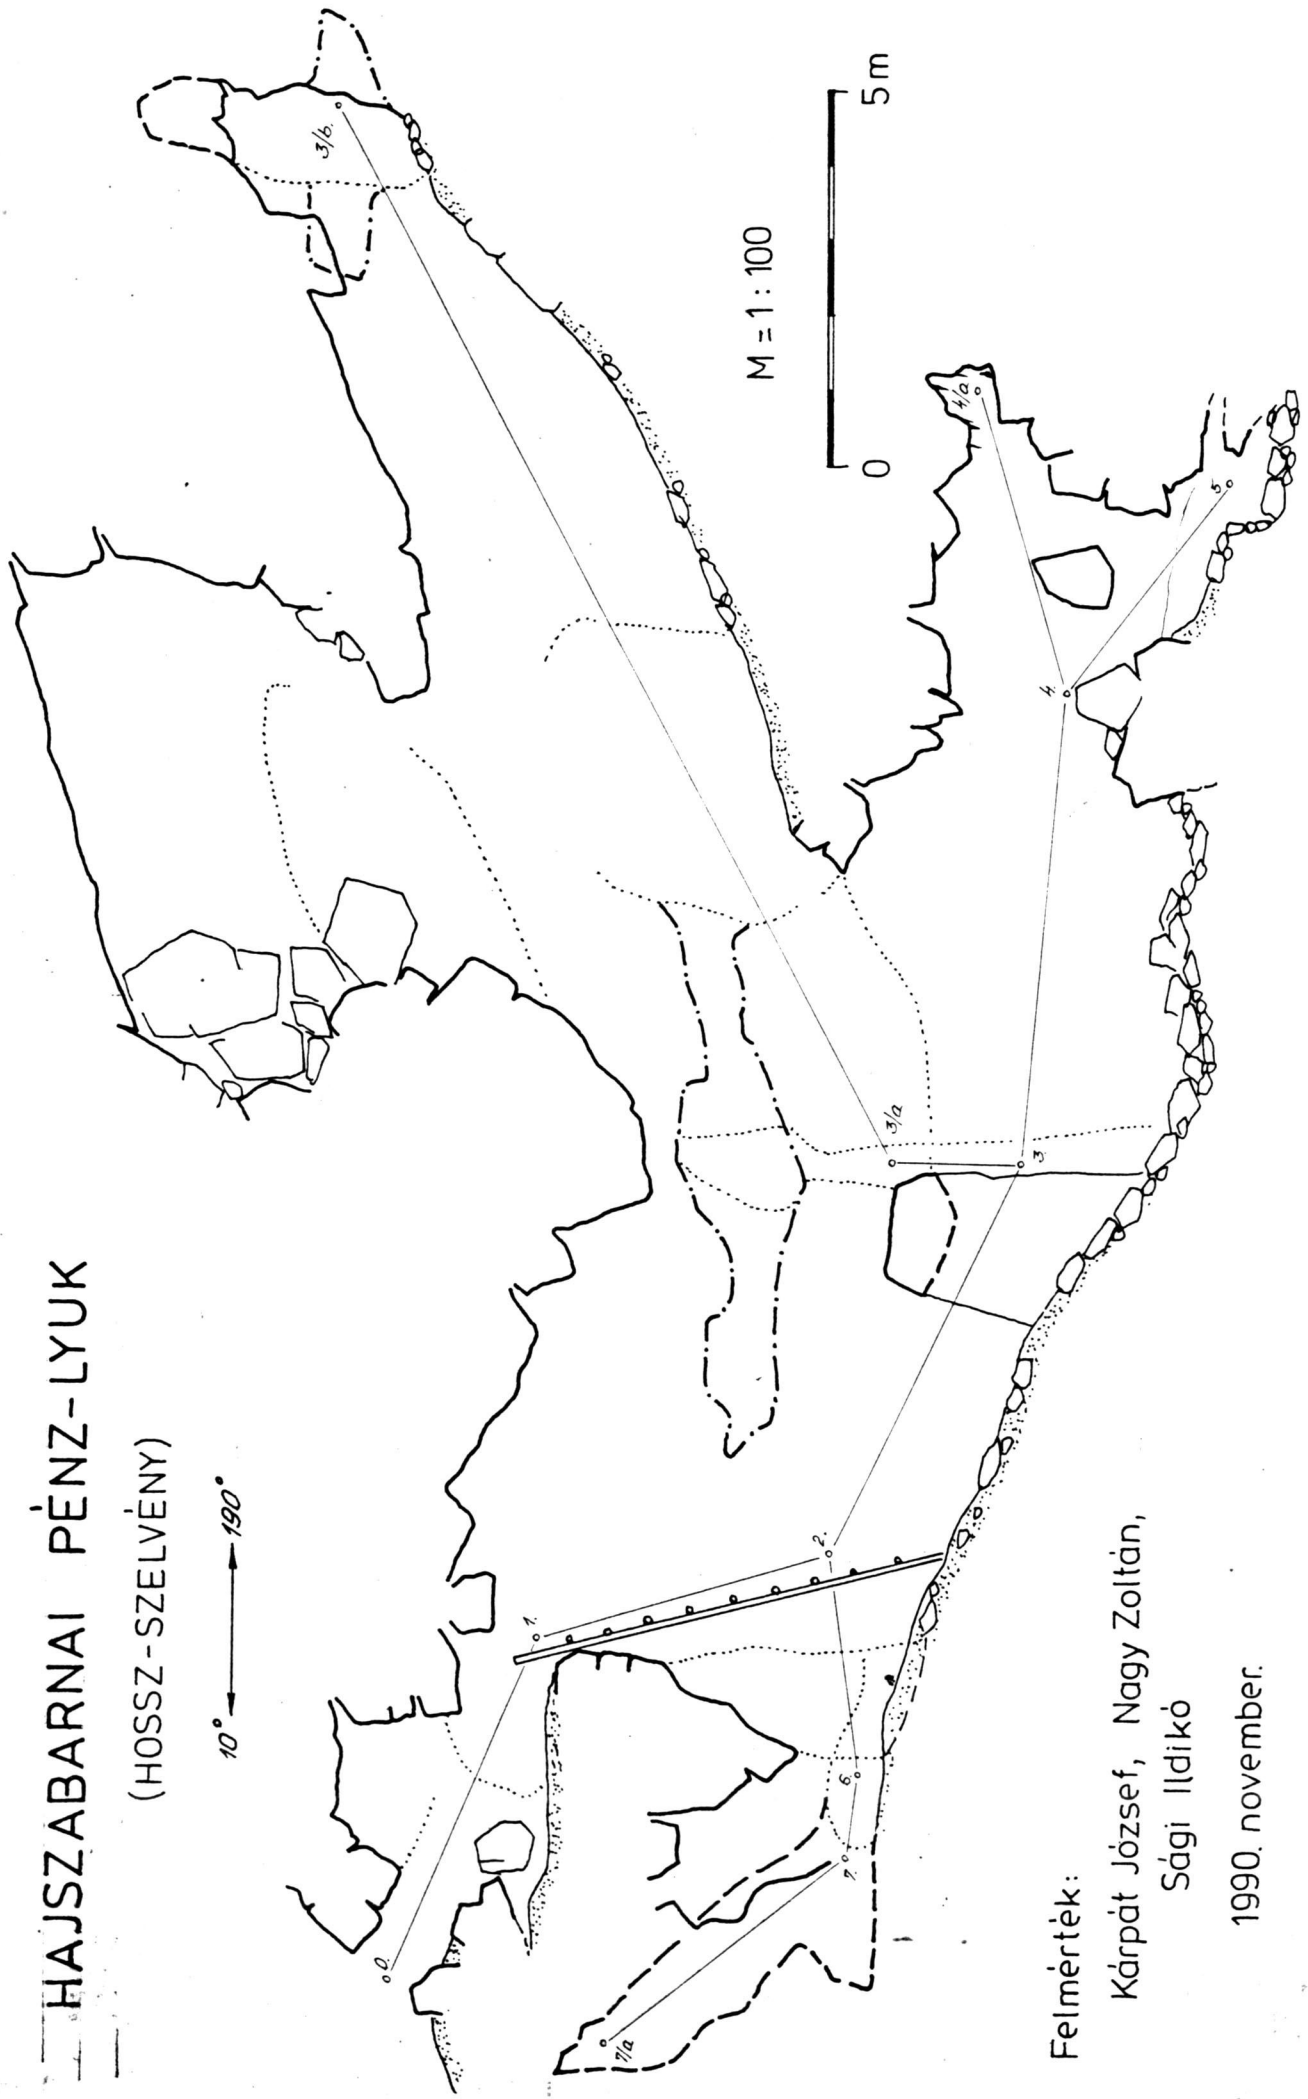 HAJSZABARNAI PÉNZ-LYUK
(HOSSZ-SZELVÉNY)
10° 190°
0.
1.
2.
3.
3/a
3/b.
4.
4/a
5.
6.
7.
7/a
M = 1 : 100
0 5m
Felmérték:
Kárpát József, Nagy Zoltán,
Sági Ildikó
1990. november.